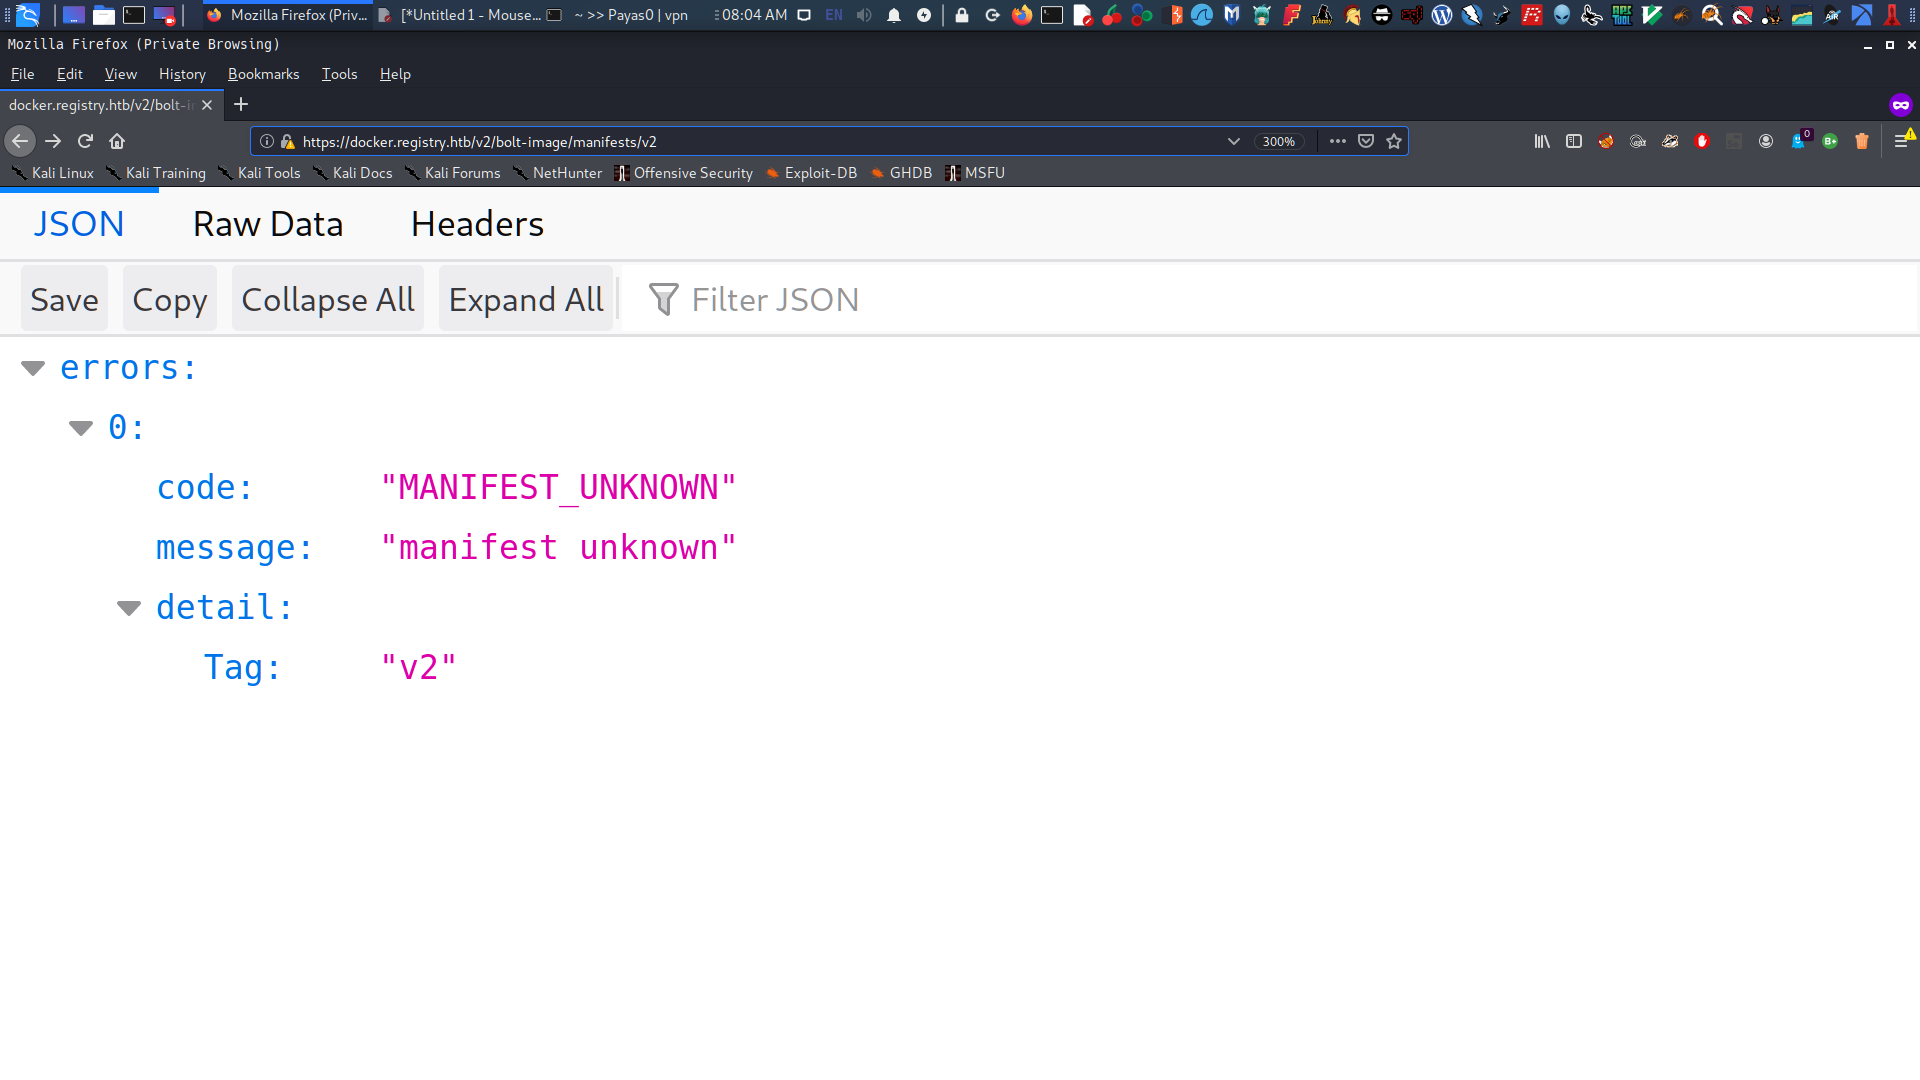 Mozilla Firefox (Priv...
[*Untitled 1 - Mouse...
~ >> Payas0 | vpn
08:04 AM
EN
Mozilla Firefox (Private Browsing)
File Edit View History Bookmarks Tools Help
docker.registry.htb/v2/bolt-i
https://docker.registry.htb/v2/bolt-image/manifests/v2
300%
0
B+
Kali Linux Kali Training Kali Tools Kali Docs Kali Forums NetHunter Offensive Security Exploit-DB GHDB MSFU
JSON Raw Data Headers
Save Copy Collapse All Expand All Filter JSON
errors:
0:
code: "MANIFEST_UNKNOWN"
message: "manifest unknown"
detail:
Tag: "v2"